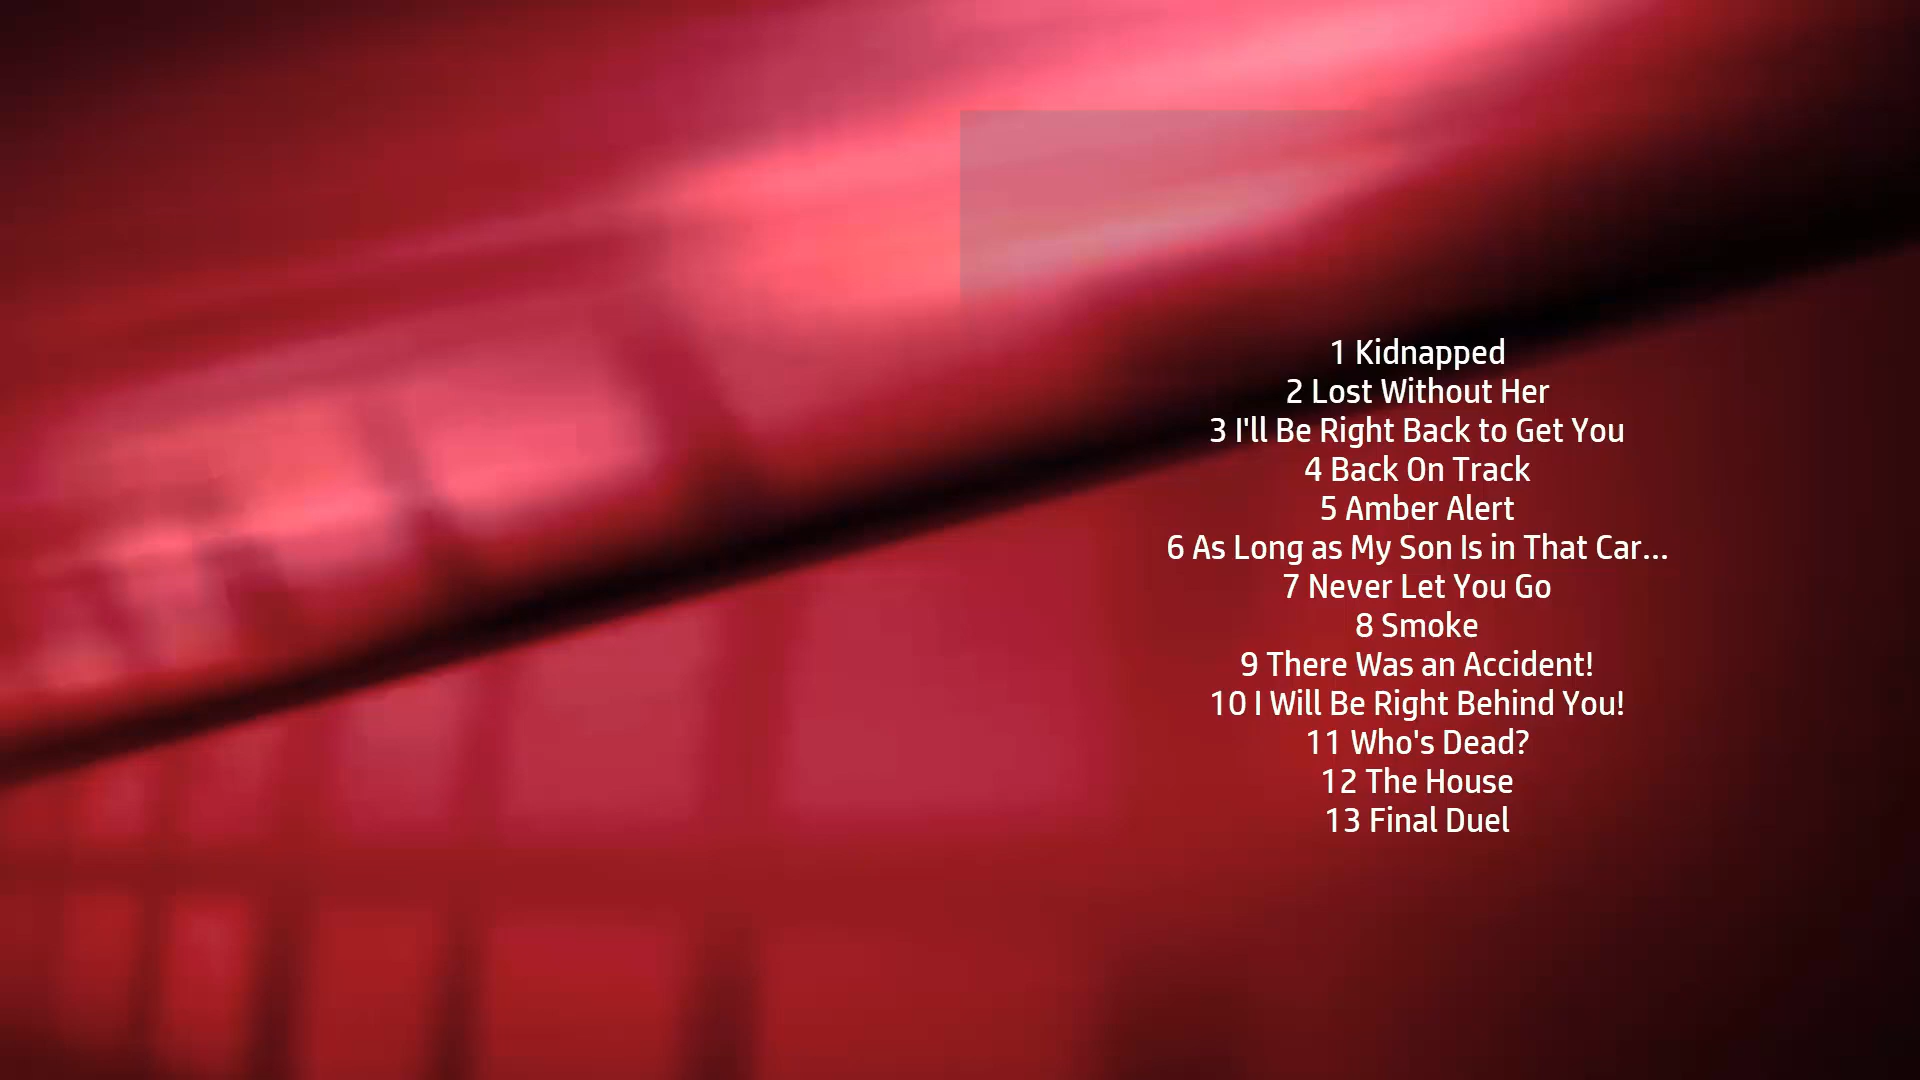 1 Kidnapped
2 Lost Without Her
3 I'll Be Right Back to Get You
4 Back On Track
5 Amber Alert
6 As Long as My Son Is in That Car...
7 Never Let You Go
8 Smoke
9 There Was an Accident!
10 I Will Be Right Behind You!
11 Who's Dead?
12 The House
13 Final Duel